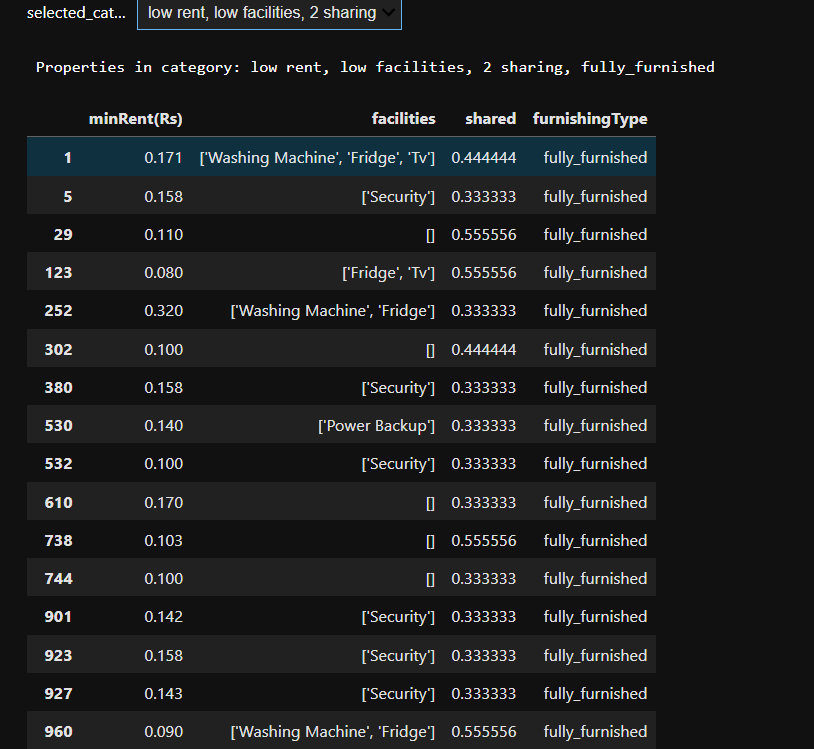 selected_cat... low rent, low facilities, 2 sharing
Properties in category: low rent, low facilities, 2 sharing, fully_furnished
minRent(Rs) facilities shared furnishingType
1 0.171 ['Washing Machine', 'Fridge', 'Tv'] 0.444444 fully_furnished
5 0.158 ['Security'] 0.333333 fully_furnished
29 0.110 [] 0.555556 fully_furnished
123 0.080 ['Fridge', 'Tv'] 0.555556 fully_furnished
252 0.320 ['Washing Machine', 'Fridge'] 0.333333 fully_furnished
302 0.100 [] 0.444444 fully_furnished
380 0.158 ['Security'] 0.333333 fully_furnished
530 0.140 ['Power Backup'] 0.333333 fully_furnished
532 0.100 ['Security'] 0.333333 fully_furnished
610 0.170 [] 0.333333 fully_furnished
738 0.103 [] 0.555556 fully_furnished
744 0.100 [] 0.333333 fully_furnished
901 0.142 ['Security'] 0.333333 fully_furnished
923 0.158 ['Security'] 0.333333 fully_furnished
927 0.143 ['Security'] 0.333333 fully_furnished
960 0.090 ['Washing Machine', 'Fridge'] 0.555556 fully_furnished